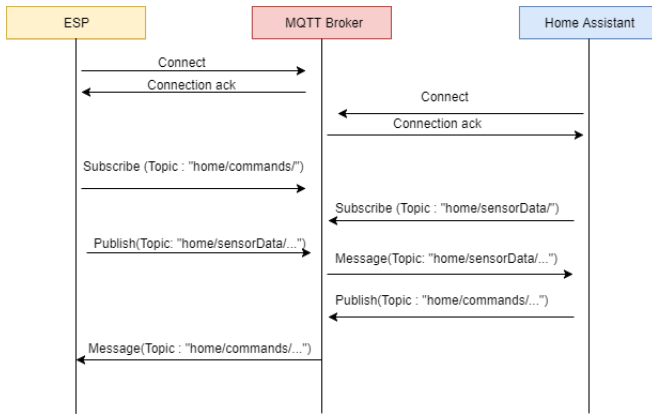 ESP
MQTT Broker
Home Assistant
Connect
Connection ack
Connect
Connection ack
Subscribe (Topic : "home/commands/")
Subscribe (Topic : "home/sensorData/")
Publish(Topic: "home/sensorData/...")
Message(Topic: "home/sensorData/...")
Publish(Topic : "home/commands/...")
Message(Topic : "home/commands/...")